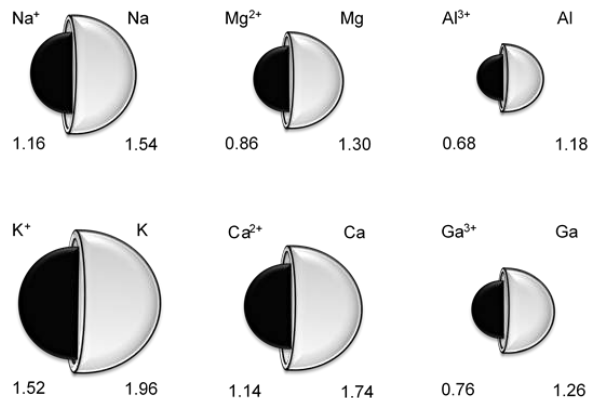 Na⁺ Na Mg²⁺ Mg Al³⁺ Al
1.16 1.54 0.86 1.30 0.68 1.18
K⁺ K Ca²⁺ Ca Ga³⁺ Ga
1.52 1.96 1.14 1.74 0.76 1.26